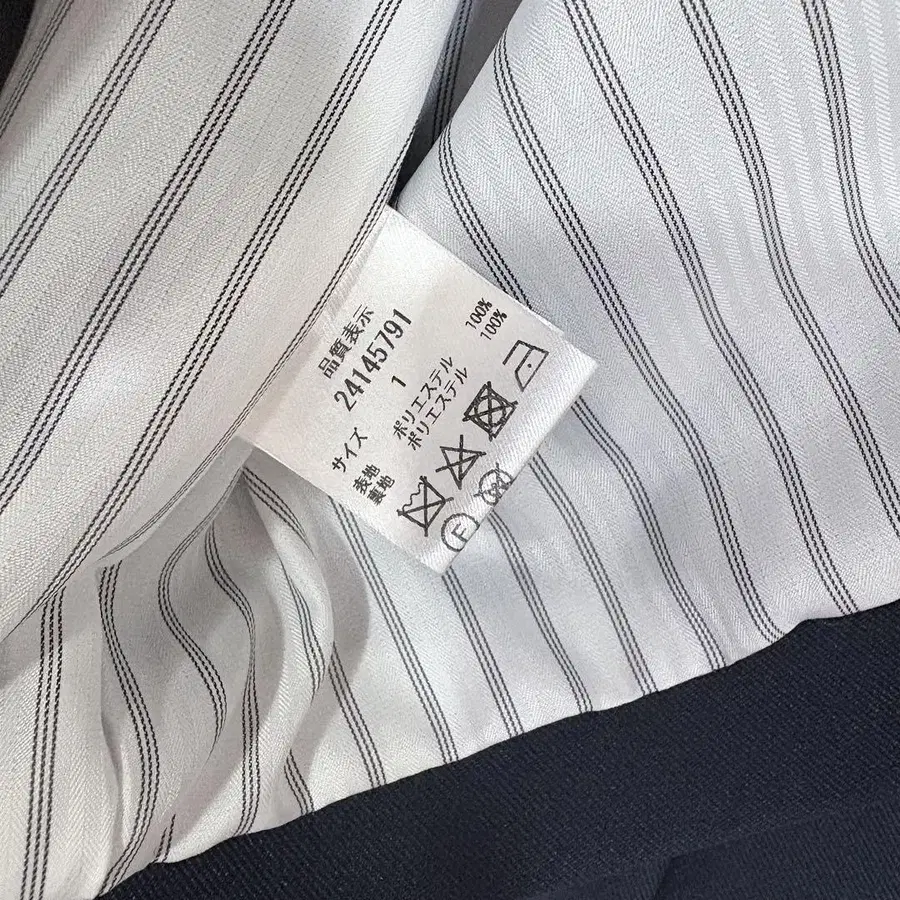 品質表示
24145791
サイズ 1
表地 ポリエステル 100%
裏地 ポリエステル 100%
F